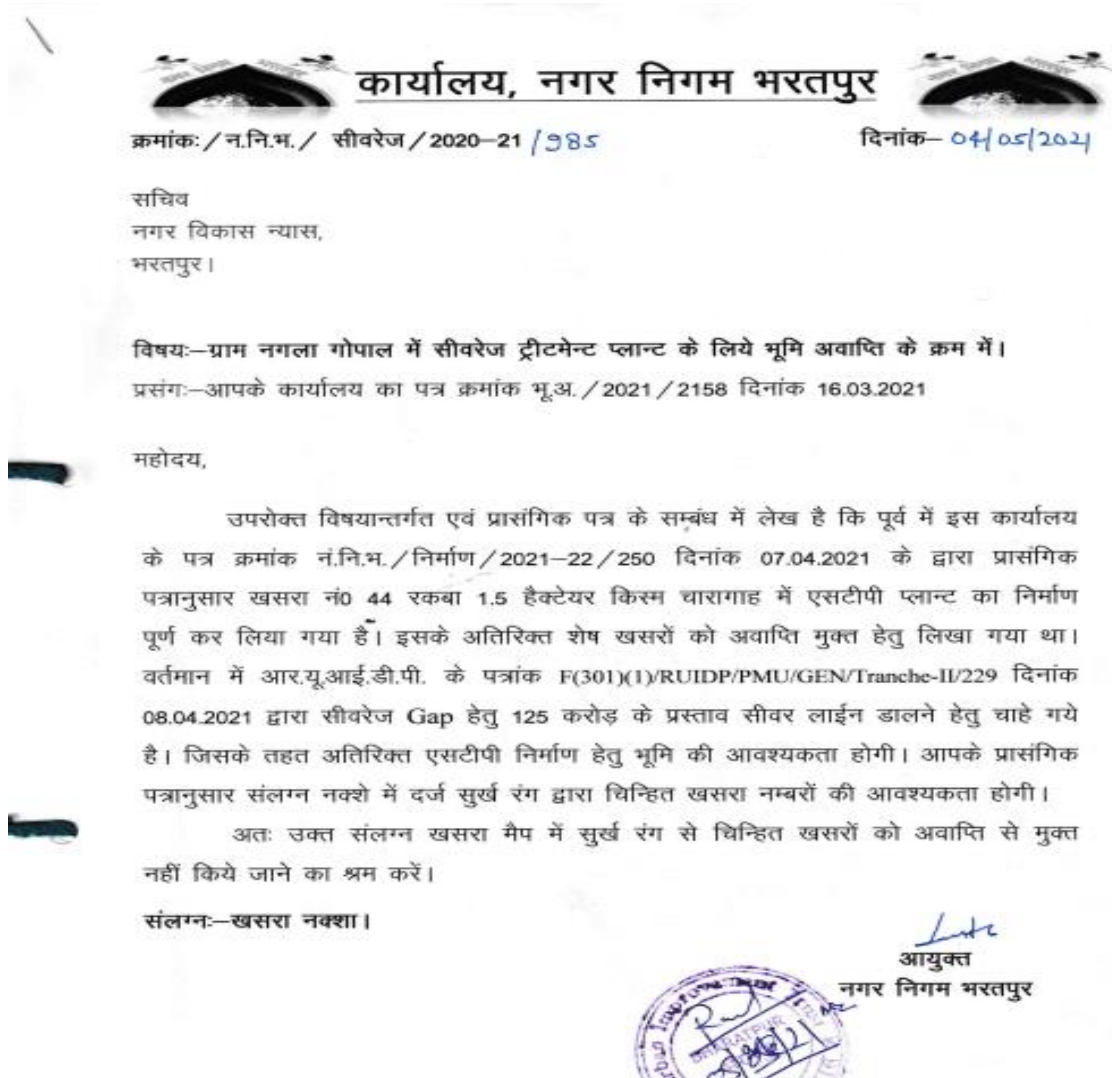 कार्यालय, नगर निगम भरतपुर
क्रमांकः/न.नि.भ./ सीवरेज/2020–21/985
दिनांक– 04/05/2021
सचिव
नगर विकास न्यास,
भरतपुर।
विषयः–ग्राम नगला गोपाल में सीवरेज ट्रीटमेन्ट प्लान्ट के लिये भूमि अवाप्ति के क्रम में।
प्रसंगः–आपके कार्यालय का पत्र क्रमांक भू.अ./2021/2158 दिनांक 16.03.2021
महोदय,
उपरोक्त विषयान्तर्गत एवं प्रासंगिक पत्र के सम्बंध में लेख है कि पूर्व में इस कार्यालय
के पत्र क्रमांक नं.नि.भ./निर्माण/2021–22/250 दिनांक 07.04.2021 के द्वारा प्रासंगिक
पत्रानुसार खसरा नं0 44 रकबा 1.5 हैक्टेयर किस्म चारागाह में एसटीपी प्लान्ट का निर्माण
पूर्ण कर लिया गया है। इसके अतिरिक्त शेष खसरों को अवाप्ति मुक्त हेतु लिखा गया था।
वर्तमान में आर.यू.आई.डी.पी. के पत्रांक F(301)(1)/RUIDP/PMU/GEN/Tranche-II/229 दिनांक
08.04.2021 द्वारा सीवरेज Gap हेतु 125 करोड़ के प्रस्ताव सीवर लाईन डालने हेतु चाहे गये
है। जिसके तहत अतिरिक्त एसटीपी निर्माण हेतु भूमि की आवश्यकता होगी। आपके प्रासंगिक
पत्रानुसार संलग्न नक्शे में दर्ज सुर्ख रंग द्वारा चिन्हित खसरा नम्बरों की आवश्यकता होगी।
अतः उक्त संलग्न खसरा मैप में सुर्ख रंग से चिन्हित खसरों को अवाप्ति से मुक्त
नहीं किये जाने का श्रम करें।
संलग्नः–खसरा नक्शा।
आयुक्त
नगर निगम भरतपुर
Urban Improvement Trust
BHARATPUR